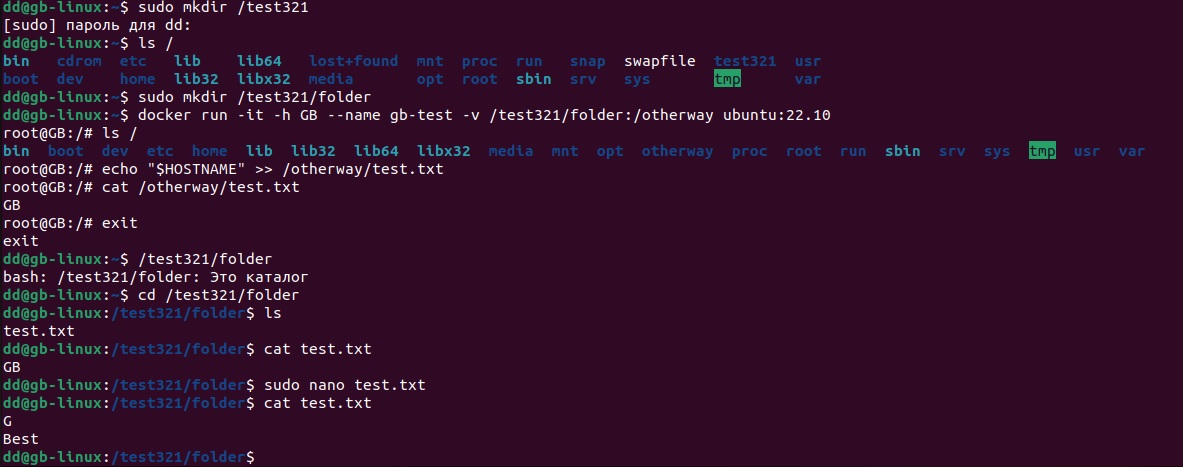 dd@gb-linux:~$ sudo mkdir /test321
[sudo] пароль для dd:
dd@gb-linux:~$ ls /
bin cdrom etc lib lib64 lost+found mnt proc run snap swapfile test321 usr
boot dev home lib32 libx32 media opt root sbin srv sys tmp var
dd@gb-linux:~$ sudo mkdir /test321/folder
dd@gb-linux:~$ docker run -it -h GB --name gb-test -v /test321/folder:/otherway ubuntu:22.10
root@GB:/# ls /
bin boot dev etc home lib lib32 lib64 libx32 media mnt opt otherway proc root run sbin srv sys tmp usr var
root@GB:/# echo "$HOSTNAME" >> /otherway/test.txt
root@GB:/# cat /otherway/test.txt
GB
root@GB:/# exit
exit
dd@gb-linux:~$ /test321/folder
bash: /test321/folder: Это каталог
dd@gb-linux:~$ cd /test321/folder
dd@gb-linux:/test321/folder$ ls
test.txt
dd@gb-linux:/test321/folder$ cat test.txt
GB
dd@gb-linux:/test321/folder$ sudo nano test.txt
dd@gb-linux:/test321/folder$ cat test.txt
G
Best
dd@gb-linux:/test321/folder$